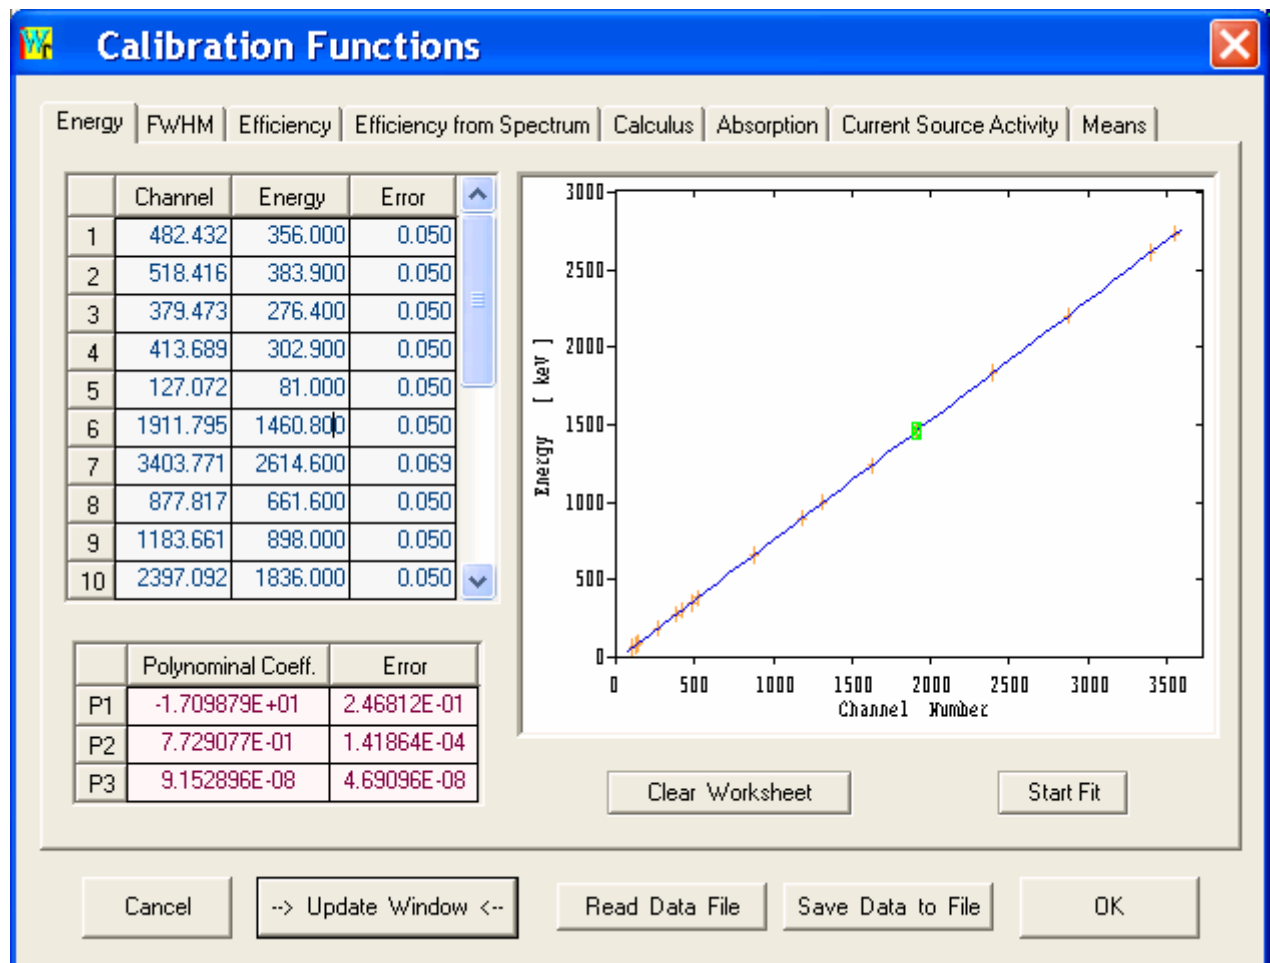 Calibration Functions
Energy FWHM Efficiency Efficiency from Spectrum Calculus Absorption Current Source Activity Means
Channel Energy Error
1 482.432 356.000 0.050
2 518.416 383.900 0.050
3 379.473 276.400 0.050
4 413.689 302.900 0.050
5 127.072 81.000 0.050
6 1911.795 1460.800 0.050
7 3403.771 2614.600 0.069
8 877.817 661.600 0.050
9 1183.661 898.000 0.050
10 2397.092 1836.000 0.050
3000
2500
2000
1500
1000
500
0
Energy [ keV ]
0 500 1000 1500 2000 2500 3000 3500
Channel Number
Polynominal Coeff. Error
P1 -1.709879E+01 2.46812E-01
P2 7.729077E-01 1.41864E-04
P3 9.152896E-08 4.69096E-08
Clear Worksheet Start Fit
Cancel --> Update Window <-- Read Data File Save Data to File OK